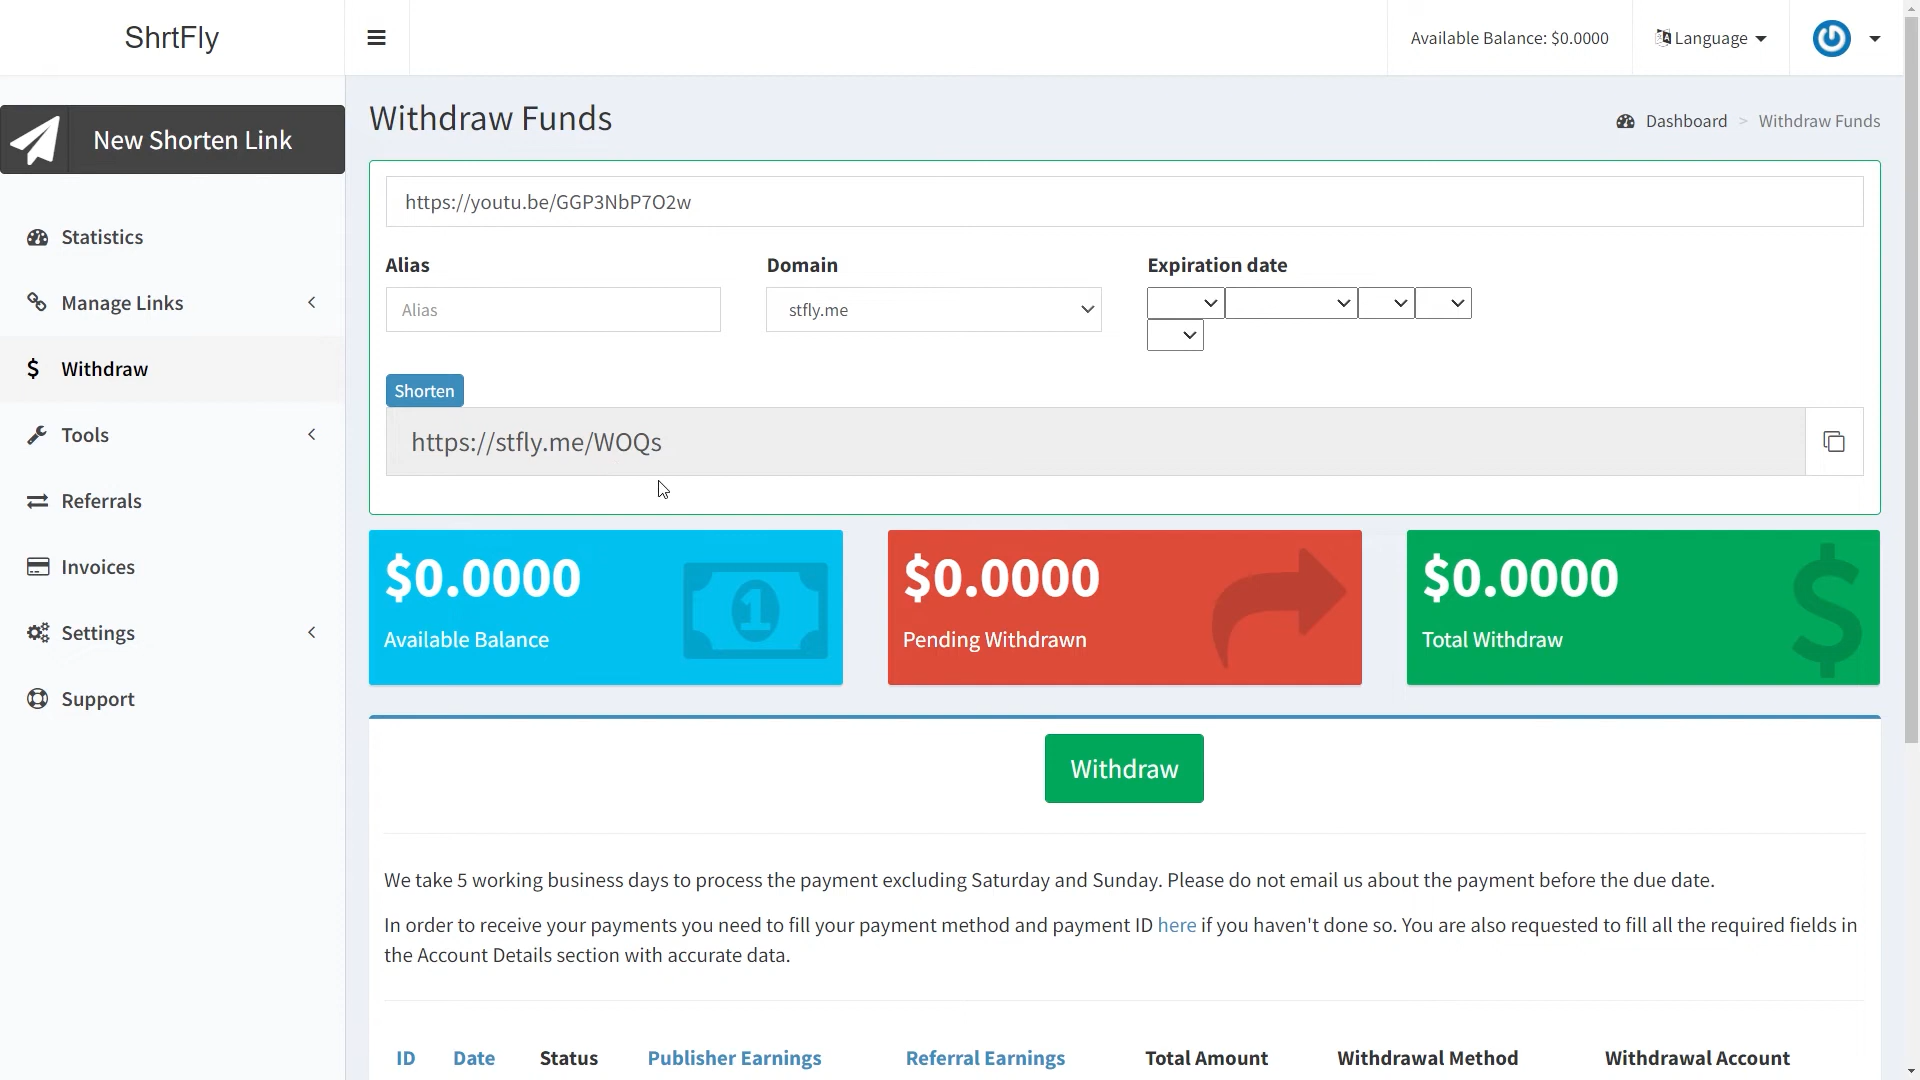 ShrtFly
Available Balance: $0.0000
Language
New Shorten Link
Withdraw Funds
Dashboard > Withdraw Funds
https://youtu.be/GGP3NbP7O2w
Statistics
Alias
Domain
Expiration date
Manage Links
Alias
stfly.me
Withdraw
Shorten
Tools
https://stfly.me/WOQs
Referrals
Invoices
$0.0000
1
$0.0000
$0.0000
$
Settings
Available Balance
Pending Withdrawn
Total Withdraw
Support
Withdraw
We take 5 working business days to process the payment excluding Saturday and Sunday. Please do not email us about the payment before the due date.
In order to receive your payments you need to fill your payment method and payment ID here if you haven't done so. You are also requested to fill all the required fields in
the Account Details section with accurate data.
ID Date Status Publisher Earnings Referral Earnings Total Amount Withdrawal Method Withdrawal Account